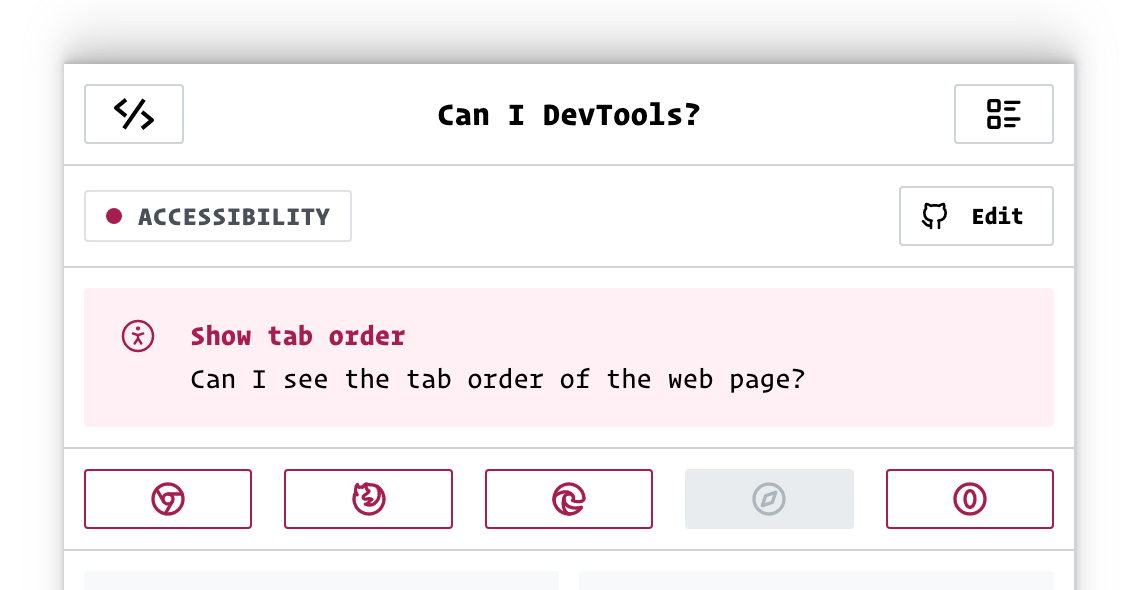 Can I DevTools?
ACCESSIBILITY
Edit
Show tab order
Can I see the tab order of the web page?